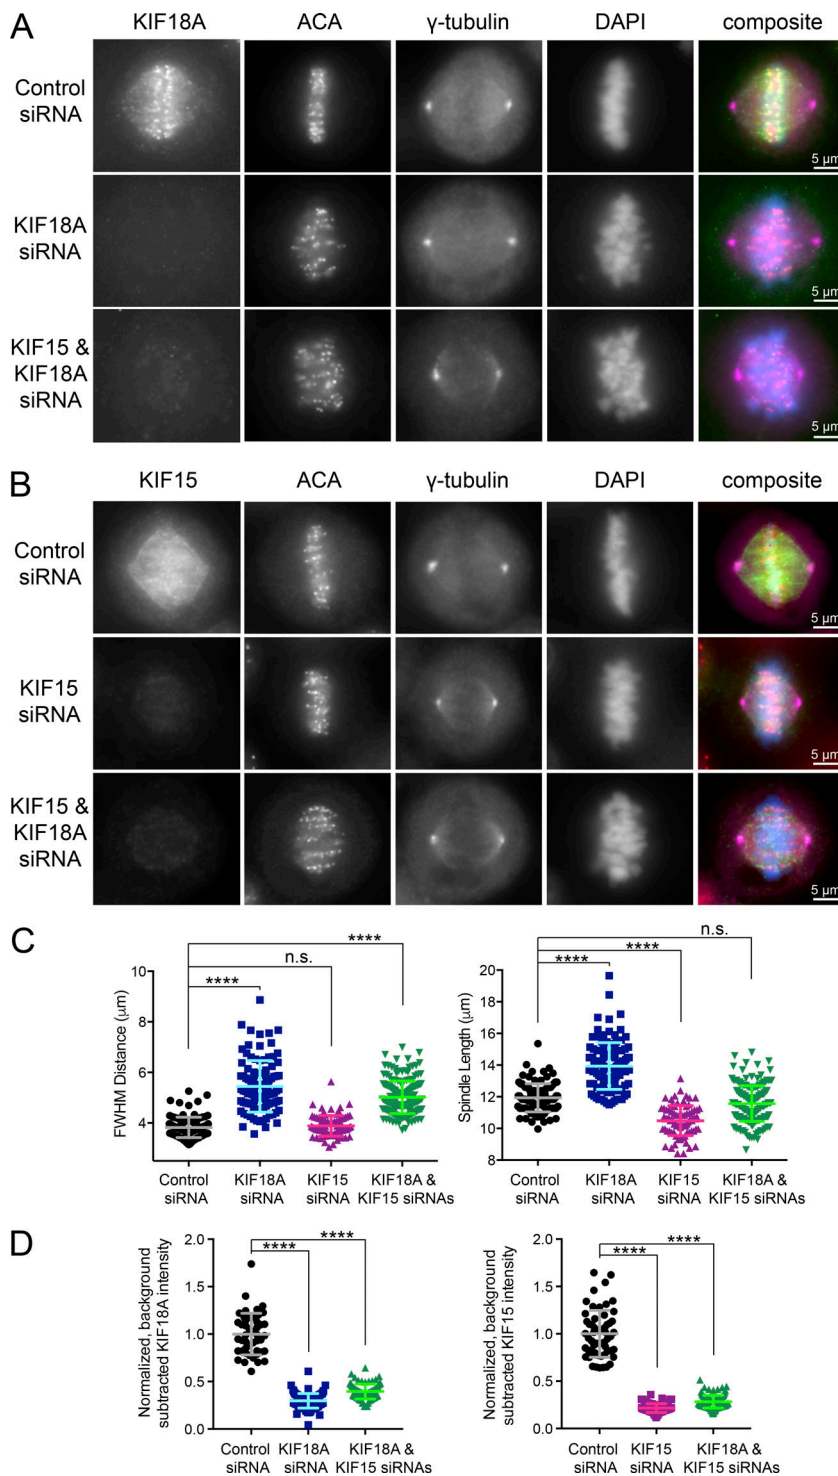 A
KIF18A ACA γ-tubulin DAPI composite
Control
siRNA
5 µm
KIF18A
siRNA
5 µm
KIF15 &
KIF18A
siRNA
5 µm
B
KIF15 ACA γ-tubulin DAPI composite
Control
siRNA
5 µm
KIF15
siRNA
5 µm
KIF15 &
KIF18A
siRNA
5 µm
C
FWHM Distance (µm)
10
8
6
4
****
n.s.
****
Control
siRNA
KIF18A
siRNA
KIF15
siRNA
KIF18A &
KIF15 siRNAs
Spindle Length (µm)
20
18
16
14
12
10
8
n.s.
****
****
Control
siRNA
KIF18A
siRNA
KIF15
siRNA
KIF18A &
KIF15 siRNAs
D
Normalized, background
subtracted KIF18A intensity
2.0
1.5
1.0
0.5
0.0
****
****
Control
siRNA
KIF18A
siRNA
KIF18A &
KIF15 siRNAs
Normalized, background
subtracted KIF15 intensity
2.0
1.5
1.0
0.5
0.0
****
****
Control
siRNA
KIF15
siRNA
KIF18A &
KIF15 siRNAs